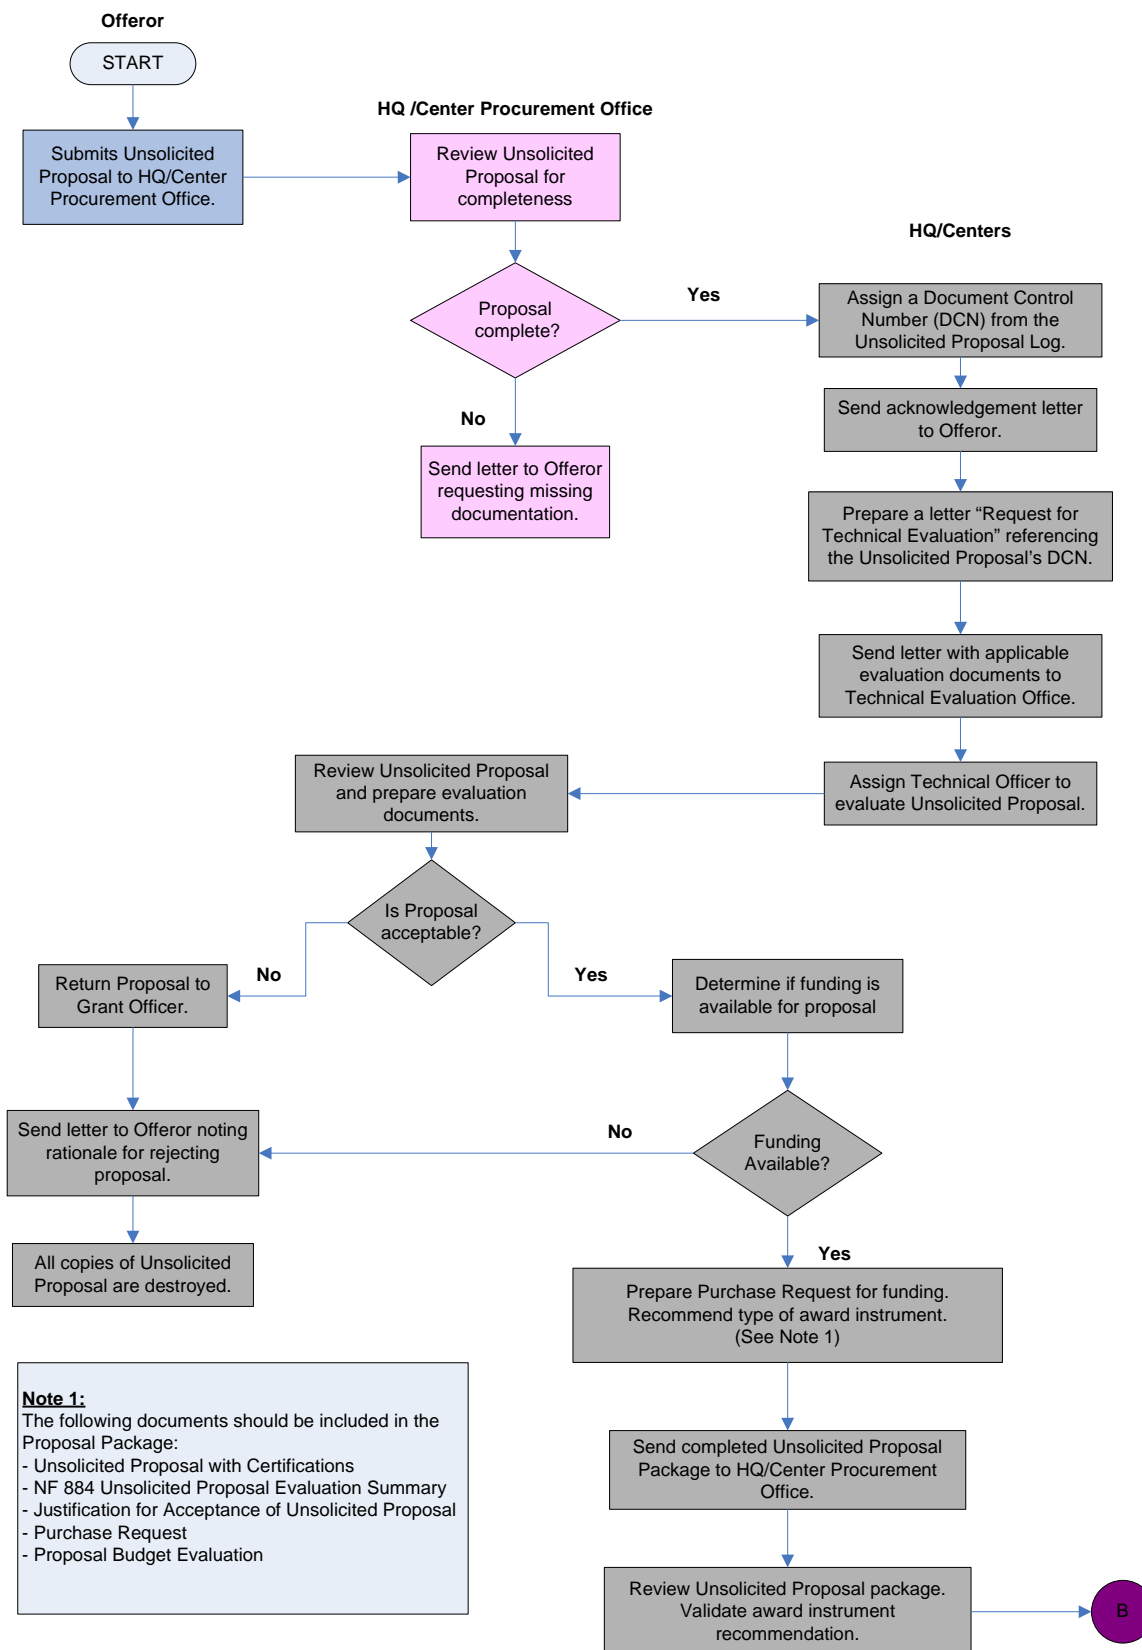 Offeror
START
Submits Unsolicited
Proposal to HQ/Center
Procurement Office.
HQ /Center Procurement Office
Review Unsolicited
Proposal for
completeness
Proposal
complete?
Yes
No
Send letter to Offeror
requesting missing
documentation.
HQ/Centers
Assign a Document Control
Number (DCN) from the
Unsolicited Proposal Log.
Send acknowledgement letter
to Offeror.
Prepare a letter “Request for
Technical Evaluation” referencing
the Unsolicited Proposal’s DCN.
Send letter with applicable
evaluation documents to
Technical Evaluation Office.
Assign Technical Officer to
evaluate Unsolicited Proposal.
Review Unsolicited Proposal
and prepare evaluation
documents.
Is Proposal
acceptable?
No
Yes
Return Proposal to
Grant Officer.
Determine if funding is
available for proposal
Send letter to Offeror noting
rationale for rejecting
proposal.
No
Funding
Available?
All copies of Unsolicited
Proposal are destroyed.
Yes
Prepare Purchase Request for funding.
Recommend type of award instrument.
(See Note 1)
Note 1:
The following documents should be included in the
Proposal Package:
- Unsolicited Proposal with Certifications
- NF 884 Unsolicited Proposal Evaluation Summary
- Justification for Acceptance of Unsolicited Proposal
- Purchase Request
- Proposal Budget Evaluation
Send completed Unsolicited Proposal
Package to HQ/Center Procurement
Office.
Review Unsolicited Proposal package.
Validate award instrument
recommendation.
B